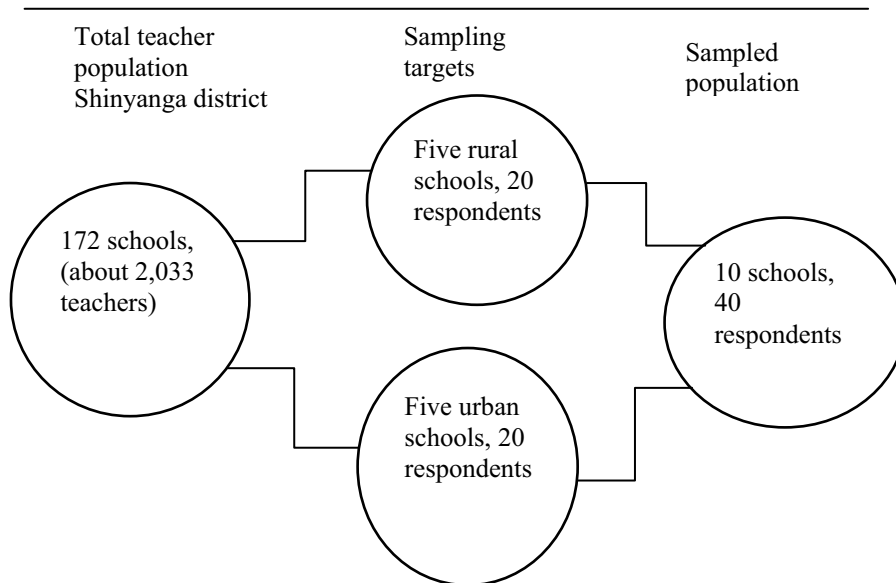 Total teacher
population
Shinyanga district
Sampling
targets
Sampled
population
Five rural
schools, 20
respondents
172 schools,
(about 2,033
teachers)
10 schools,
40
respondents
Five urban
schools, 20
respondents